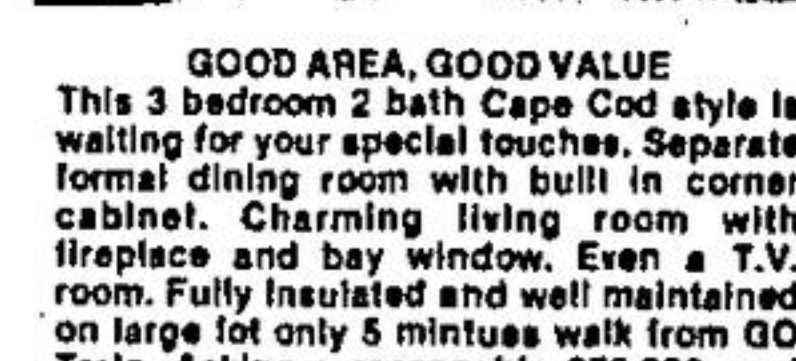 GOOD AREA, GOOD VALUE
This 3 bedroom 2 bath Cape Cod style is
waiting for your special touches. Separate
formal dining room with built in corner
cabinet. Charming living room with
fireplace and bay window. Even a T.V.
room. Fully insulated and well maintained
on large lot only 5 mintues walk from GO